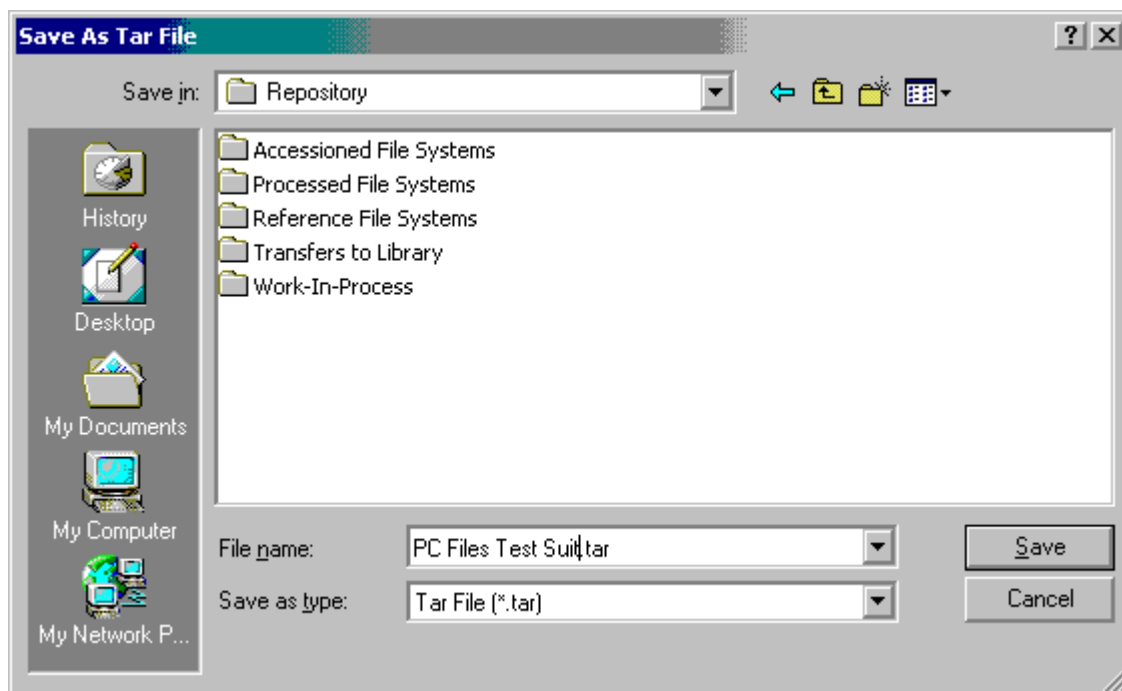 Save As Tar File
Save in:
Repository
Accessioned File Systems
Processed File Systems
Reference File Systems
Transfers to Library
Work-In-Process
History
Desktop
My Documents
My Computer
My Network P...
File name:
PC Files Test Suit.tar
Save
Save as type:
Tar File (*.tar)
Cancel